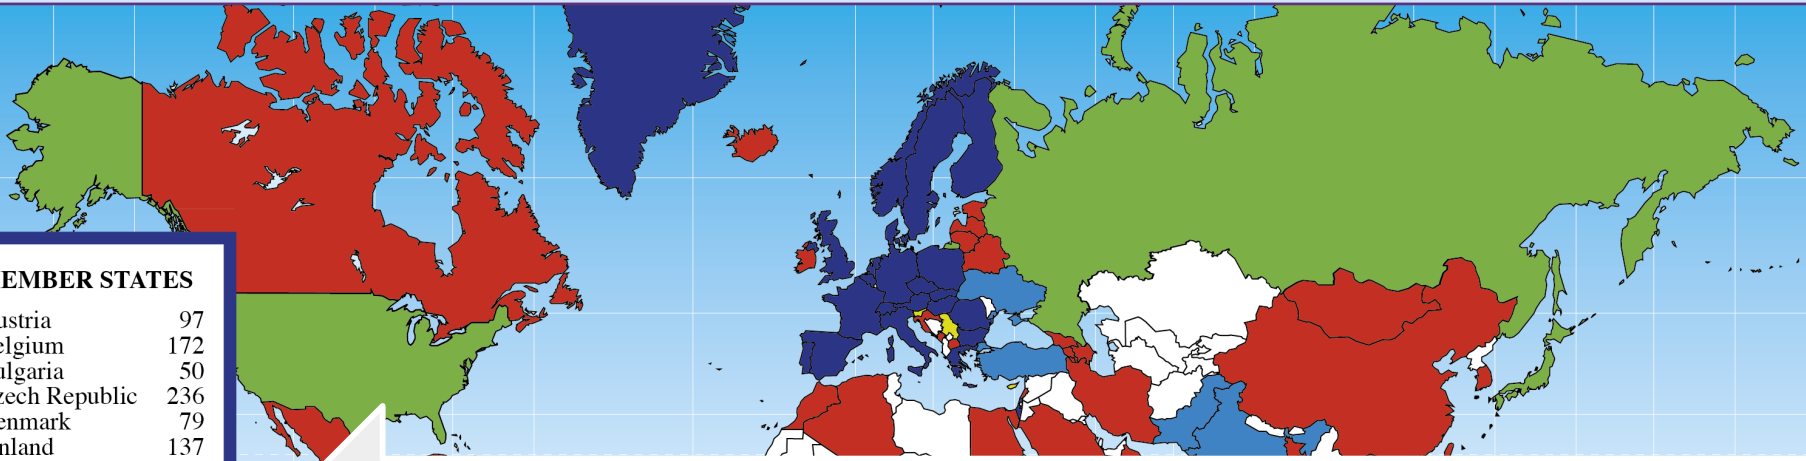 EMBER STATES
ustria 97
elgium 172
ulgaria 50
zech Republic 236
enmark 79
nland 137